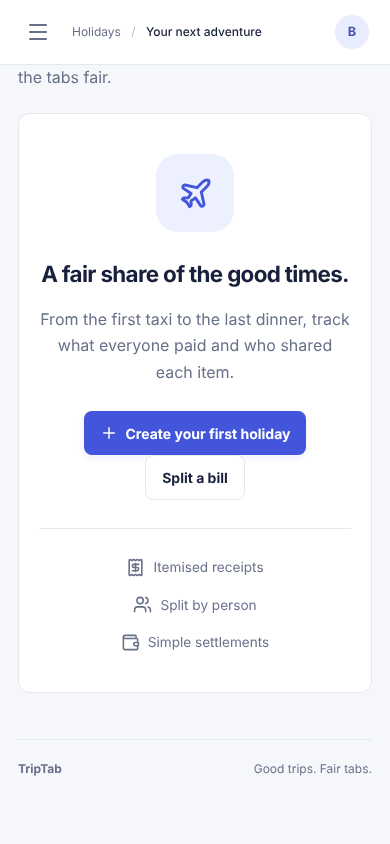 Holidays / Your next adventure
B
the tabs fair.
A fair share of the good times.
From the first taxi to the last dinner, track
what everyone paid and who shared
each item.
Create your first holiday
Split a bill
Itemised receipts
Split by person
Simple settlements
TripTab
Good trips. Fair tabs.